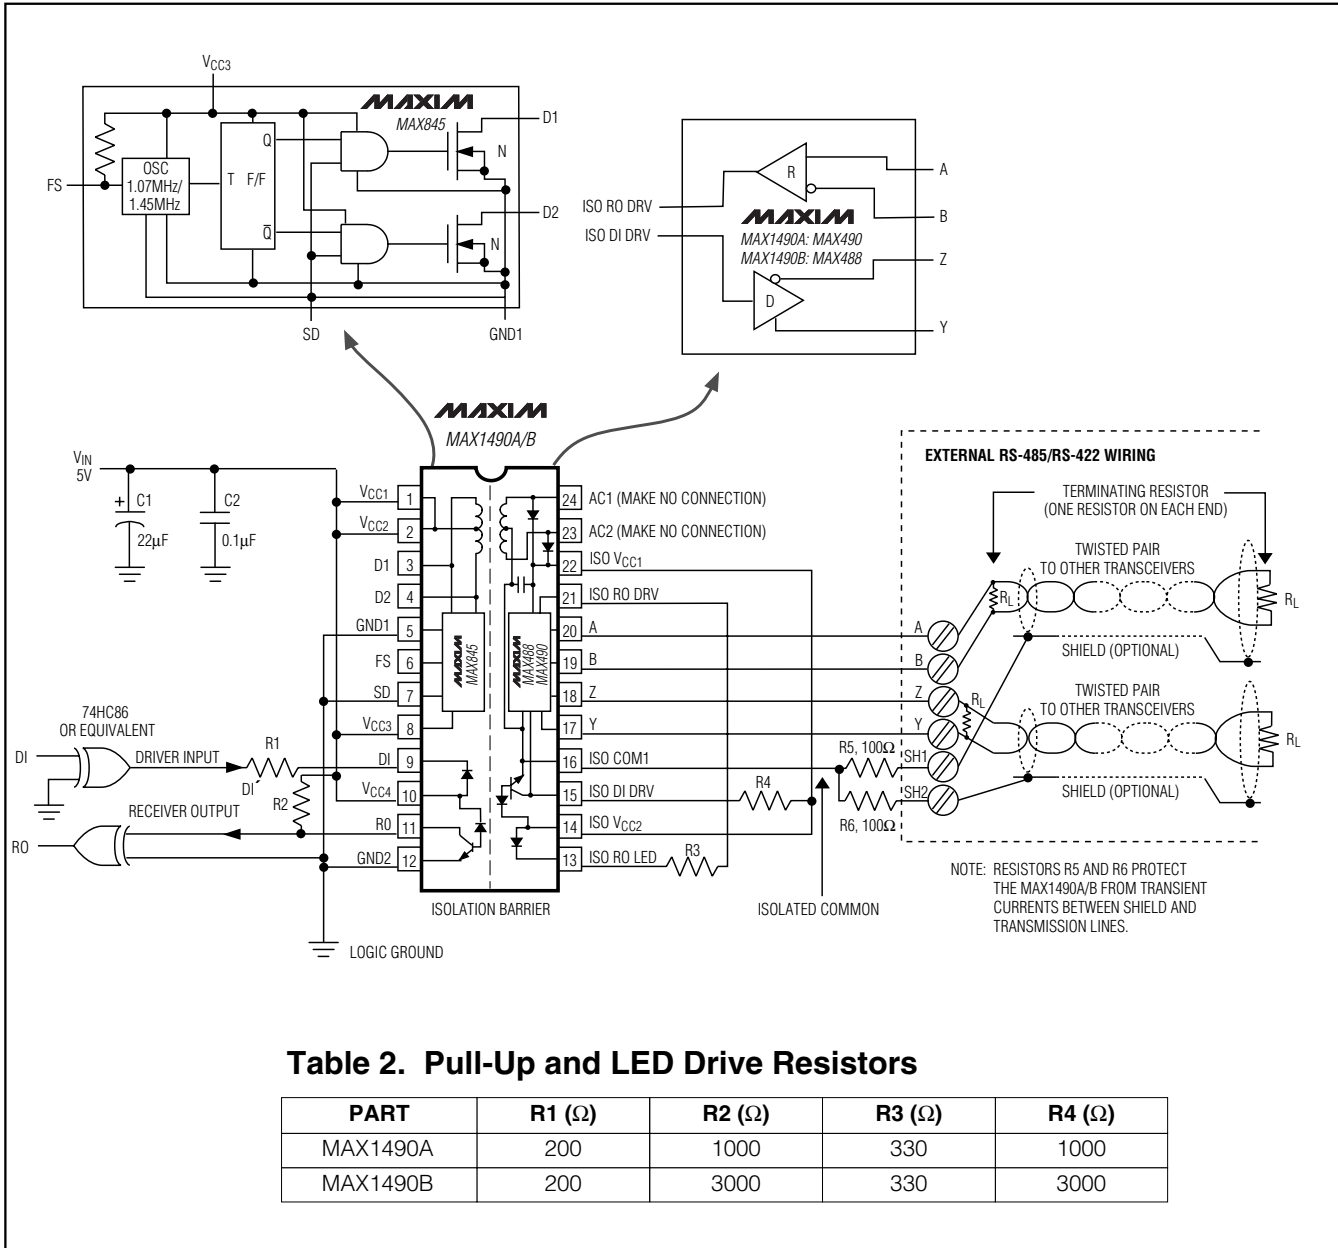 VCC3
MAXIM
MAX845
D1
Q
N
OSC
1.07MHz/
1.45MHz
T F/F
FS
D2
Q
N
SD
GND1
A
R
ISO RO DRV
B
MAXIM
ISO DI DRV
MAX1490A: MAX490
MAX1490B: MAX488
Z
D
Y
MAXIM
MAX1490A/B
VIN
5V
+ C1
22µF
C2
0.1µF
VCC1 1
VCC2 2
D1 3
D2 4
GND1 5
FS 6
SD 7
VCC3 8
DI 9
VCC4 10
R0 11
GND2 12
MAXIM
MAX845
MAXIM
MAX488
MAX490
24 AC1 (MAKE NO CONNECTION)
23 AC2 (MAKE NO CONNECTION)
22 ISO VCC1
21 ISO RO DRV
20 A
19 B
18 Z
17 Y
16 ISO COM1
15 ISO DI DRV
14 ISO VCC2
13 ISO RO LED
74HC86
OR EQUIVALENT
DI
DRIVER INPUT
R1
DI´
R2
RECEIVER OUTPUT
RO
LOGIC GROUND
ISOLATION BARRIER
R3
R4
R5, 100Ω
R6, 100Ω
ISOLATED COMMON
EXTERNAL RS-485/RS-422 WIRING
TERMINATING RESISTOR
(ONE RESISTOR ON EACH END)
TWISTED PAIR
TO OTHER TRANSCEIVERS
RL
RL
A
B
SHIELD (OPTIONAL)
Z
RL
TWISTED PAIR
TO OTHER TRANSCEIVERS
Y
RL
SH1
SH2
SHIELD (OPTIONAL)
NOTE: RESISTORS R5 AND R6 PROTECT
THE MAX1490A/B FROM TRANSIENT
CURRENTS BETWEEN SHIELD AND
TRANSMISSION LINES.
Table 2. Pull-Up and LED Drive Resistors
PART R1 (Ω) R2 (Ω) R3 (Ω) R4 (Ω)
MAX1490A 200 1000 330 1000
MAX1490B 200 3000 330 3000